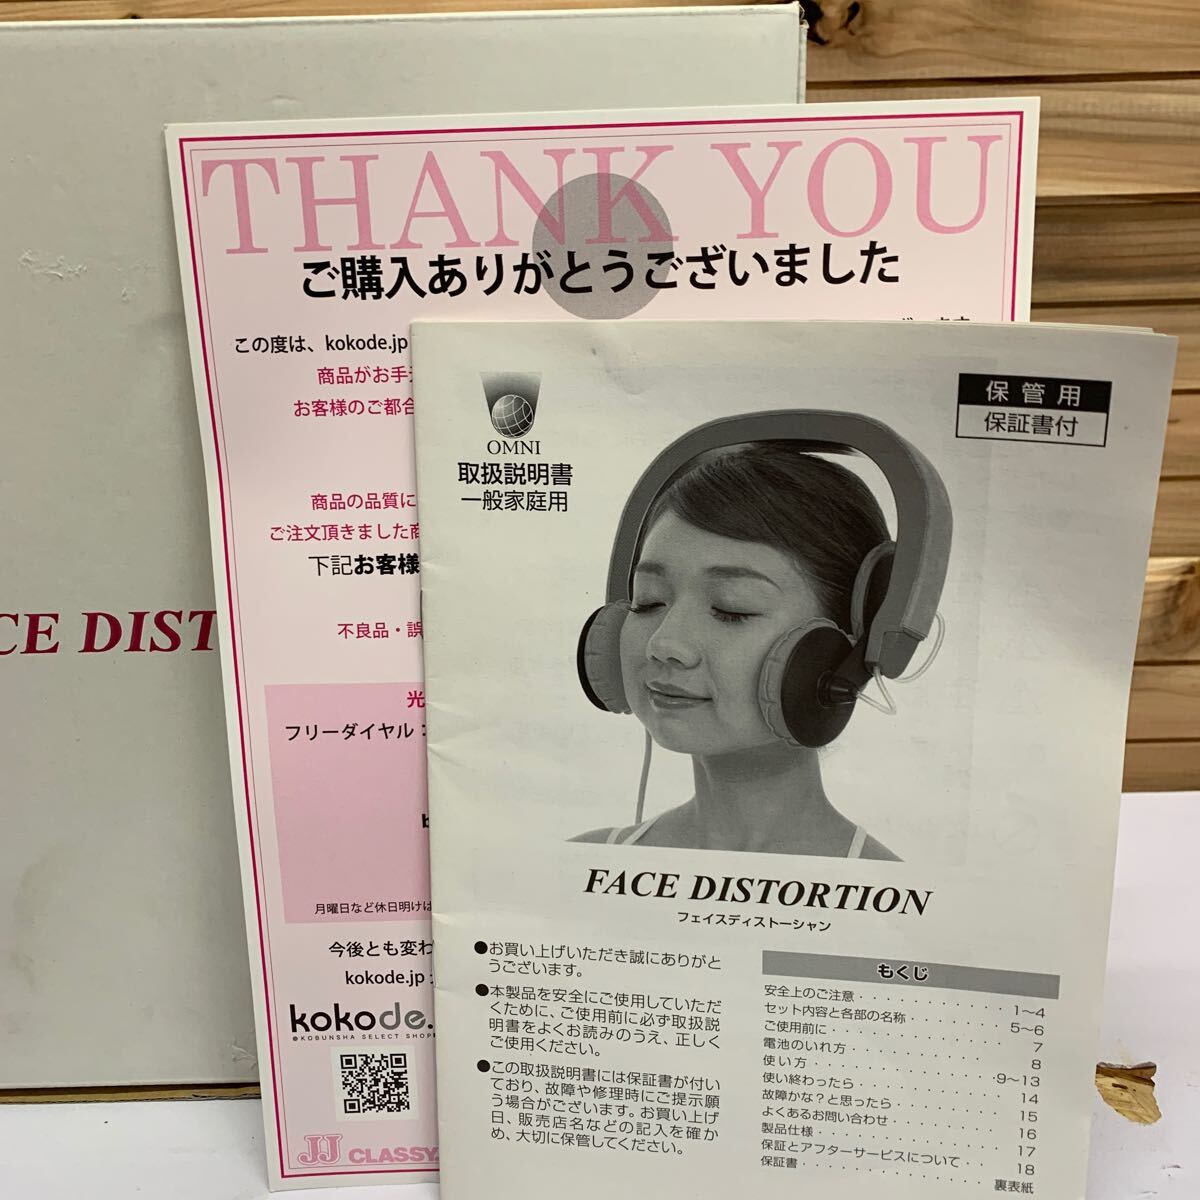 THANK YOU
ご購入ありがとうございました
この度は、kokode.jp
商品がお手
お客様のご都合
商品の品質に
ご注文頂きました
下記お客様
不良品・誤
光
フリーダイヤル：
月曜日など休日明けは
今後とも変わ
kokode.jp
kokode.
KOBUNSHA SELECT SHOP
JJ CLASSY.
CE DIST
OMNI
取扱説明書
一般家庭用
保管用
保証書付
FACE DISTORTION
フェイスディストーシャン
●お買い上げいただき誠にありがと
うございます。
●本製品を安全にご使用していただ
くために、ご使用前に必ず取扱説
明書をよくお読みのうえ、正しく
ご使用ください。
●この取扱説明書には保証書が付い
ており、故障や修理時にご提示願
う場合がございます。お買い上げ
日、販売店名などの記入を確か
め、大切に保管してください。
もくじ
安全上のご注意・・・・・・・・・・・・1〜4
セット内容と各部の名称・・・・・・・・5〜6
ご使用前に・・・・・・・・・・・・・・7
電池のいれ方・・・・・・・・・・・・・8
使い方・・・・・・・・・・・・・・・9〜13
使い終わったら・・・・・・・・・・・・14
故障かな？と思ったら・・・・・・・・・15
よくあるお問い合わせ・・・・・・・・・16
製品仕様・・・・・・・・・・・・・・・17
保証とアフターサービスについて・・18
保証書・・・・・・・・・・・・・・裏表紙